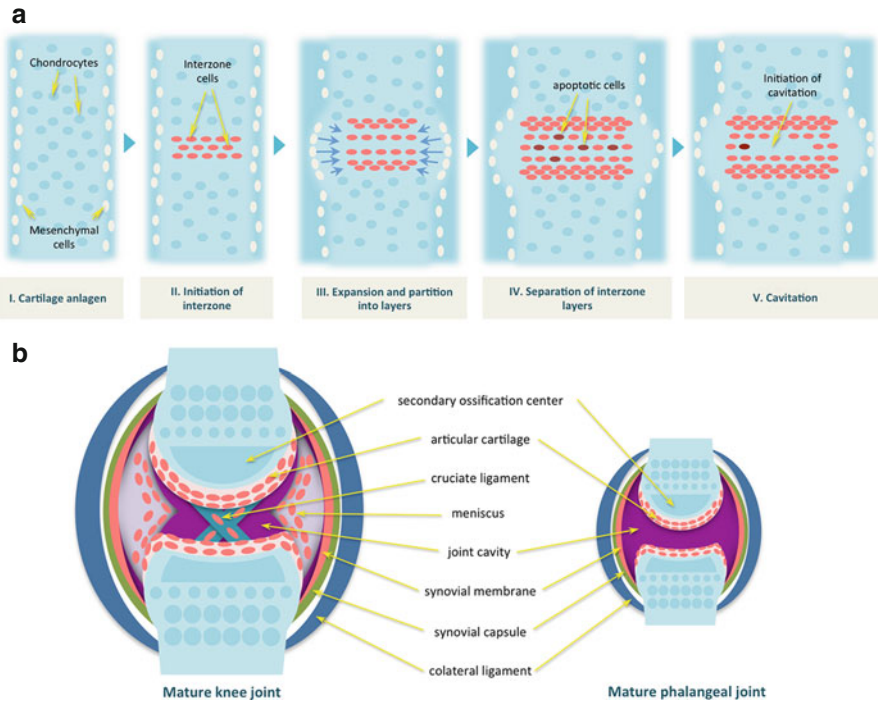 a
Chondrocytes
Mesenchymal
cells
I. Cartilage anlagen
Interzone
cells
II. Initiation of
interzone
III. Expansion and partition
into layers
apoptotic cells
IV. Separation of interzone
layers
Initiation of
cavitation
V. Cavitation
b
secondary ossification center
articular cartilage
cruciate ligament
meniscus
joint cavity
synovial membrane
synovial capsule
colateral ligament
Mature knee joint
Mature phalangeal joint